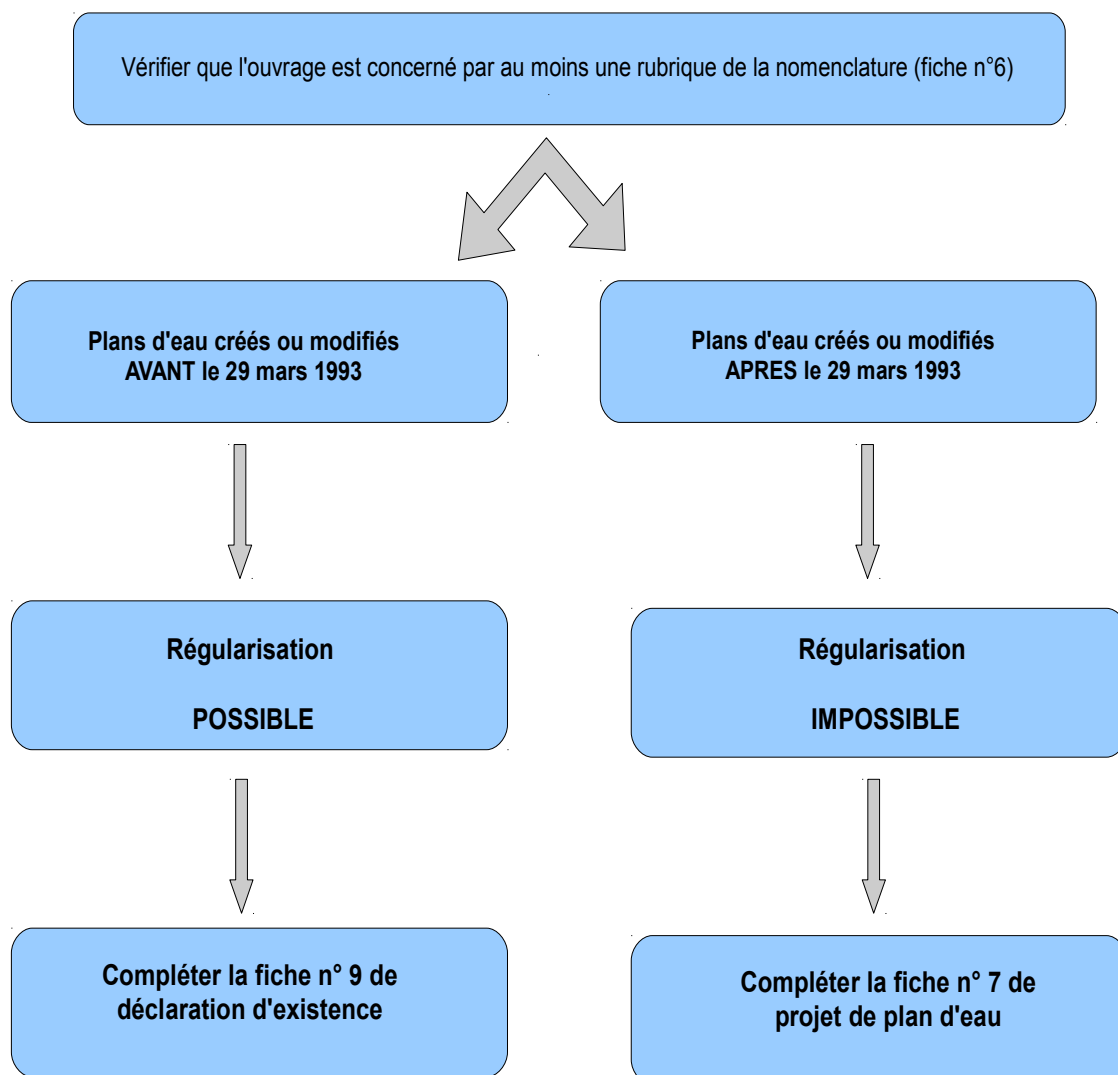 Vérifier que l'ouvrage est concerné par au moins une rubrique de la nomenclature (fiche n°6)
Plans d'eau créés ou modifiés
AVANT le 29 mars 1993
Plans d'eau créés ou modifiés
APRES le 29 mars 1993
Régularisation
POSSIBLE
Régularisation
IMPOSSIBLE
Compléter la fiche n° 9 de
déclaration d'existence
Compléter la fiche n° 7 de
projet de plan d'eau